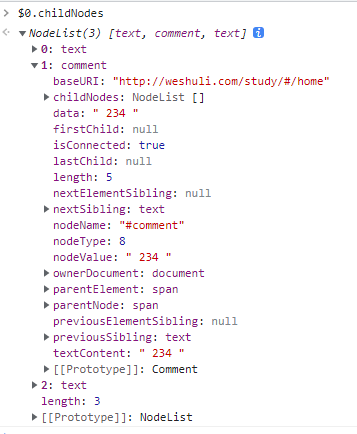 $0.childNodes
NodeList(3) [text, comment, text]
0: text
1: comment
baseURI: "http://weshuli.com/study/#/home"
childNodes: NodeList []
data: " 234 "
firstChild: null
isConnected: true
lastChild: null
length: 5
nextElementSibling: null
nextSibling: text
nodeName: "#comment"
nodeType: 8
nodeValue: " 234 "
ownerDocument: document
parentElement: span
parentNode: span
previousElementSibling: null
previousSibling: text
textContent: " 234 "
[[Prototype]]: Comment
2: text
length: 3
[[Prototype]]: NodeList